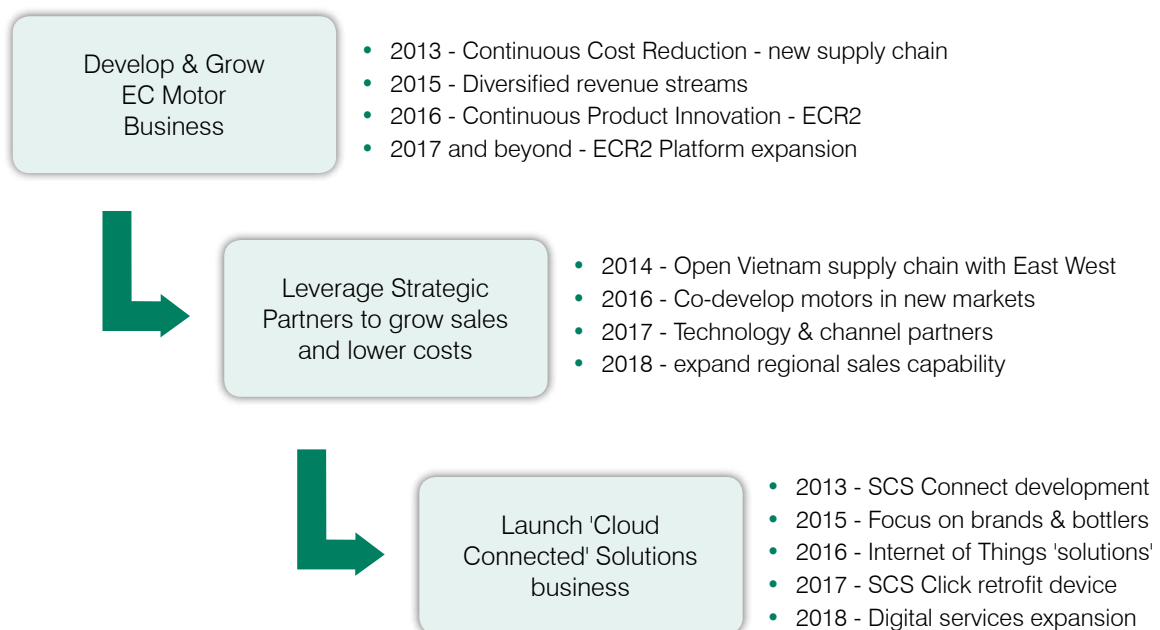 Develop & Grow
EC Motor
Business
• 2013 - Continuous Cost Reduction - new supply chain
• 2015 - Diversified revenue streams
• 2016 - Continuous Product Innovation - ECR2
• 2017 and beyond - ECR2 Platform expansion
Leverage Strategic
Partners to grow sales
and lower costs
• 2014 - Open Vietnam supply chain with East West
• 2016 - Co-develop motors in new markets
• 2017 - Technology & channel partners
• 2018 - expand regional sales capability
Launch 'Cloud
Connected' Solutions
business
• 2013 - SCS Connect development
• 2015 - Focus on brands & bottlers
• 2016 - Internet of Things 'solutions'
• 2017 - SCS Click retrofit device
• 2018 - Digital services expansion